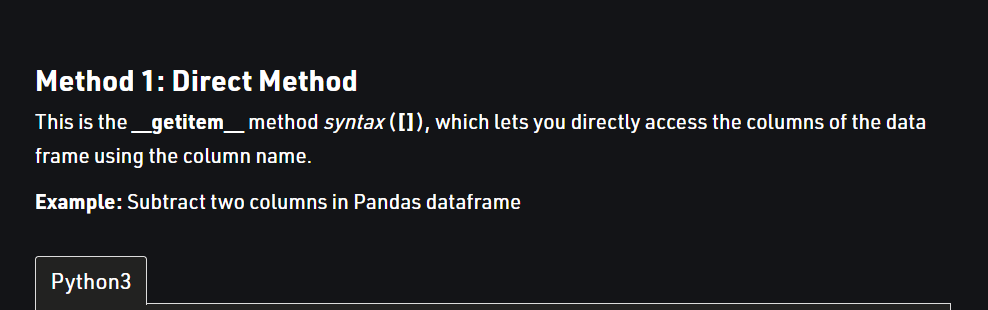 Method 1: Direct Method
This is the __getitem__ method syntax ([]), which lets you directly access the columns of the data
frame using the column name.
Example: Subtract two columns in Pandas dataframe
Python3